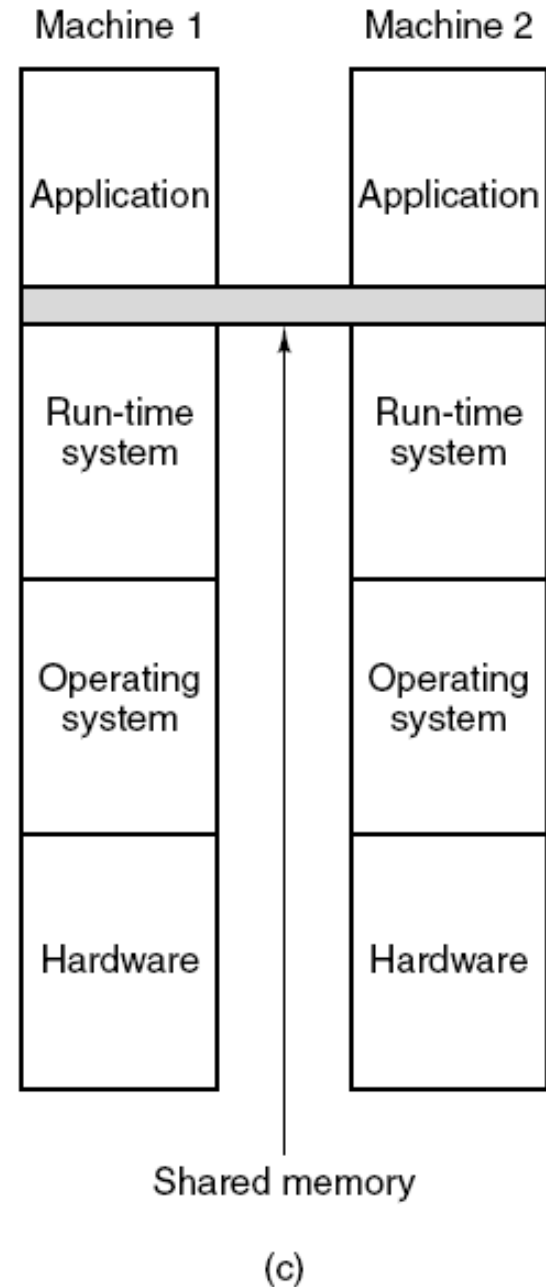 Machine 1
Machine 2
Application
Application
Run-time
system
Run-time
system
Operating
system
Operating
system
Hardware
Hardware
Shared memory
(c)